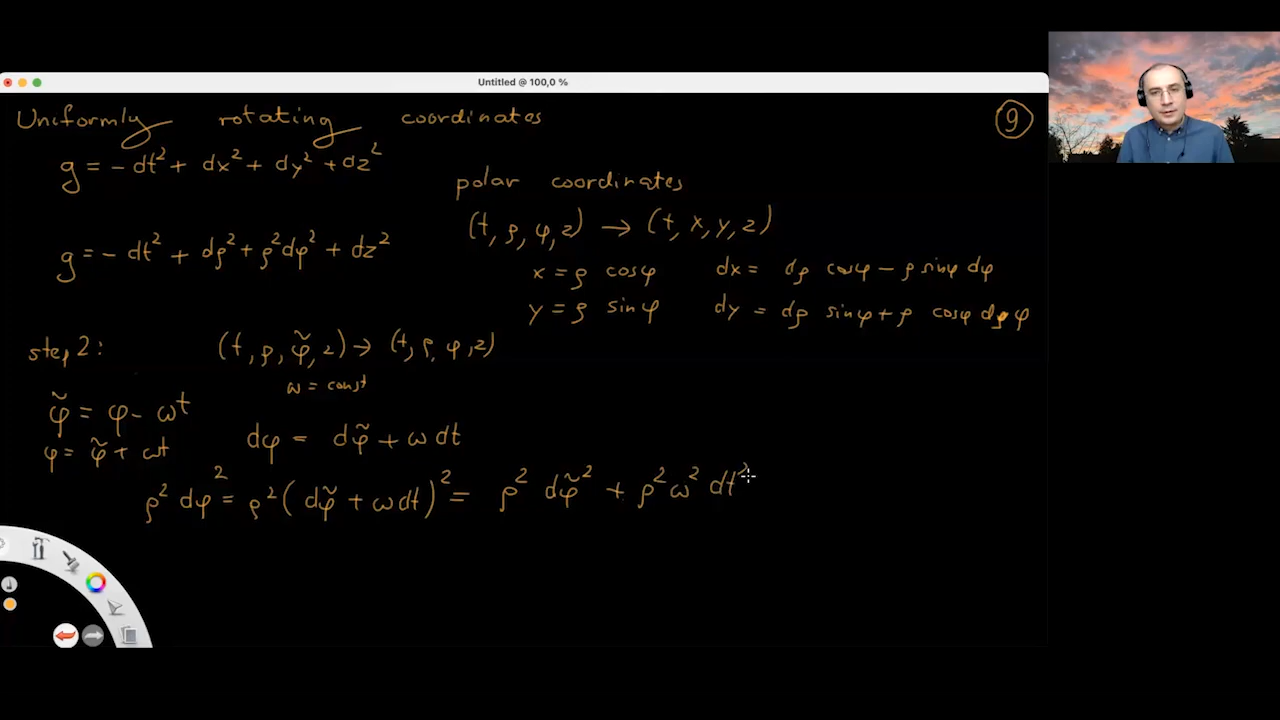 Untitled @ 100,0 %
Uniformly rotating coordinates
9
g = - dt² + dx² + dy² + dz²
polar coordinates
(t, ρ, φ, z) → (t, x, y, z)
g = - dt² + dρ² + ρ²dφ² + dz²
x = ρ cosφ dx = dρ cosφ - ρ sinφ dφ
y = ρ sinφ dy = dρ sinφ + ρ cosφ dφ
step 2: (t, ρ, φ̃, z) → (t, ρ, φ, z)
ω = const
φ̃ = φ - ωt
φ = φ̃ + ωt dφ = dφ̃ + ω dt
ρ² dφ² = ρ² (dφ̃ + ω dt)² = ρ² dφ̃² + ρ² ω² dt²